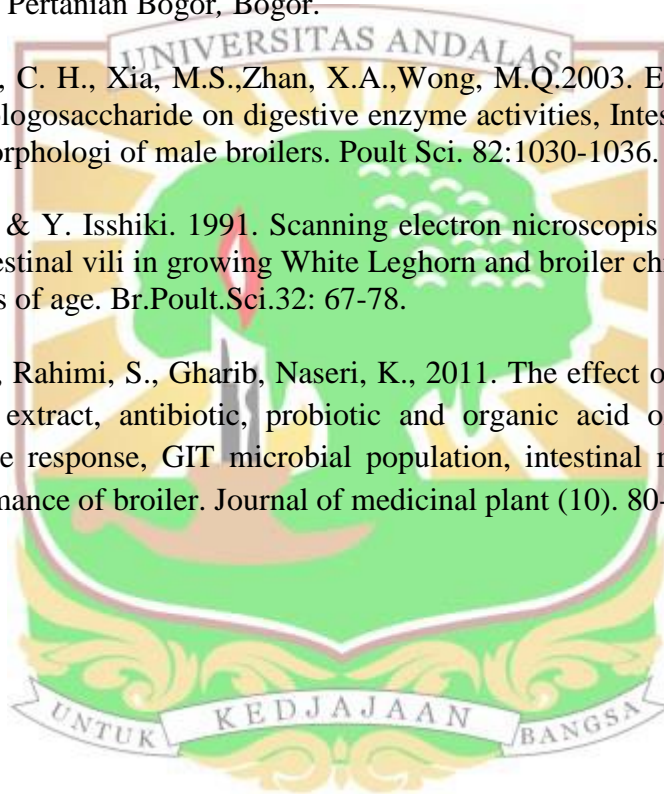 Pertanian Bogor, Bogor.
UNIVERSITAS ANDALAS
, C. H., Xia, M.S.,Zhan, X.A.,Wong, M.Q.2003. E
logosaccharide on digestive enzyme activities, Intes
orphologi of male broilers. Poult Sci. 82:1030-1036.
& Y. Isshiki. 1991. Scanning electron nicroscopis
estinal vili in growing White Leghorn and broiler ch
s of age. Br.Poult.Sci.32: 67-78.
, Rahimi, S., Gharib, Naseri, K., 2011. The effect o
extract, antibiotic, probiotic and organic acid o
e response, GIT microbial population, intestinal
mance of broiler. Journal of medicinal plant (10). 80-
UNTUK KEDJAJAAN BANGSA